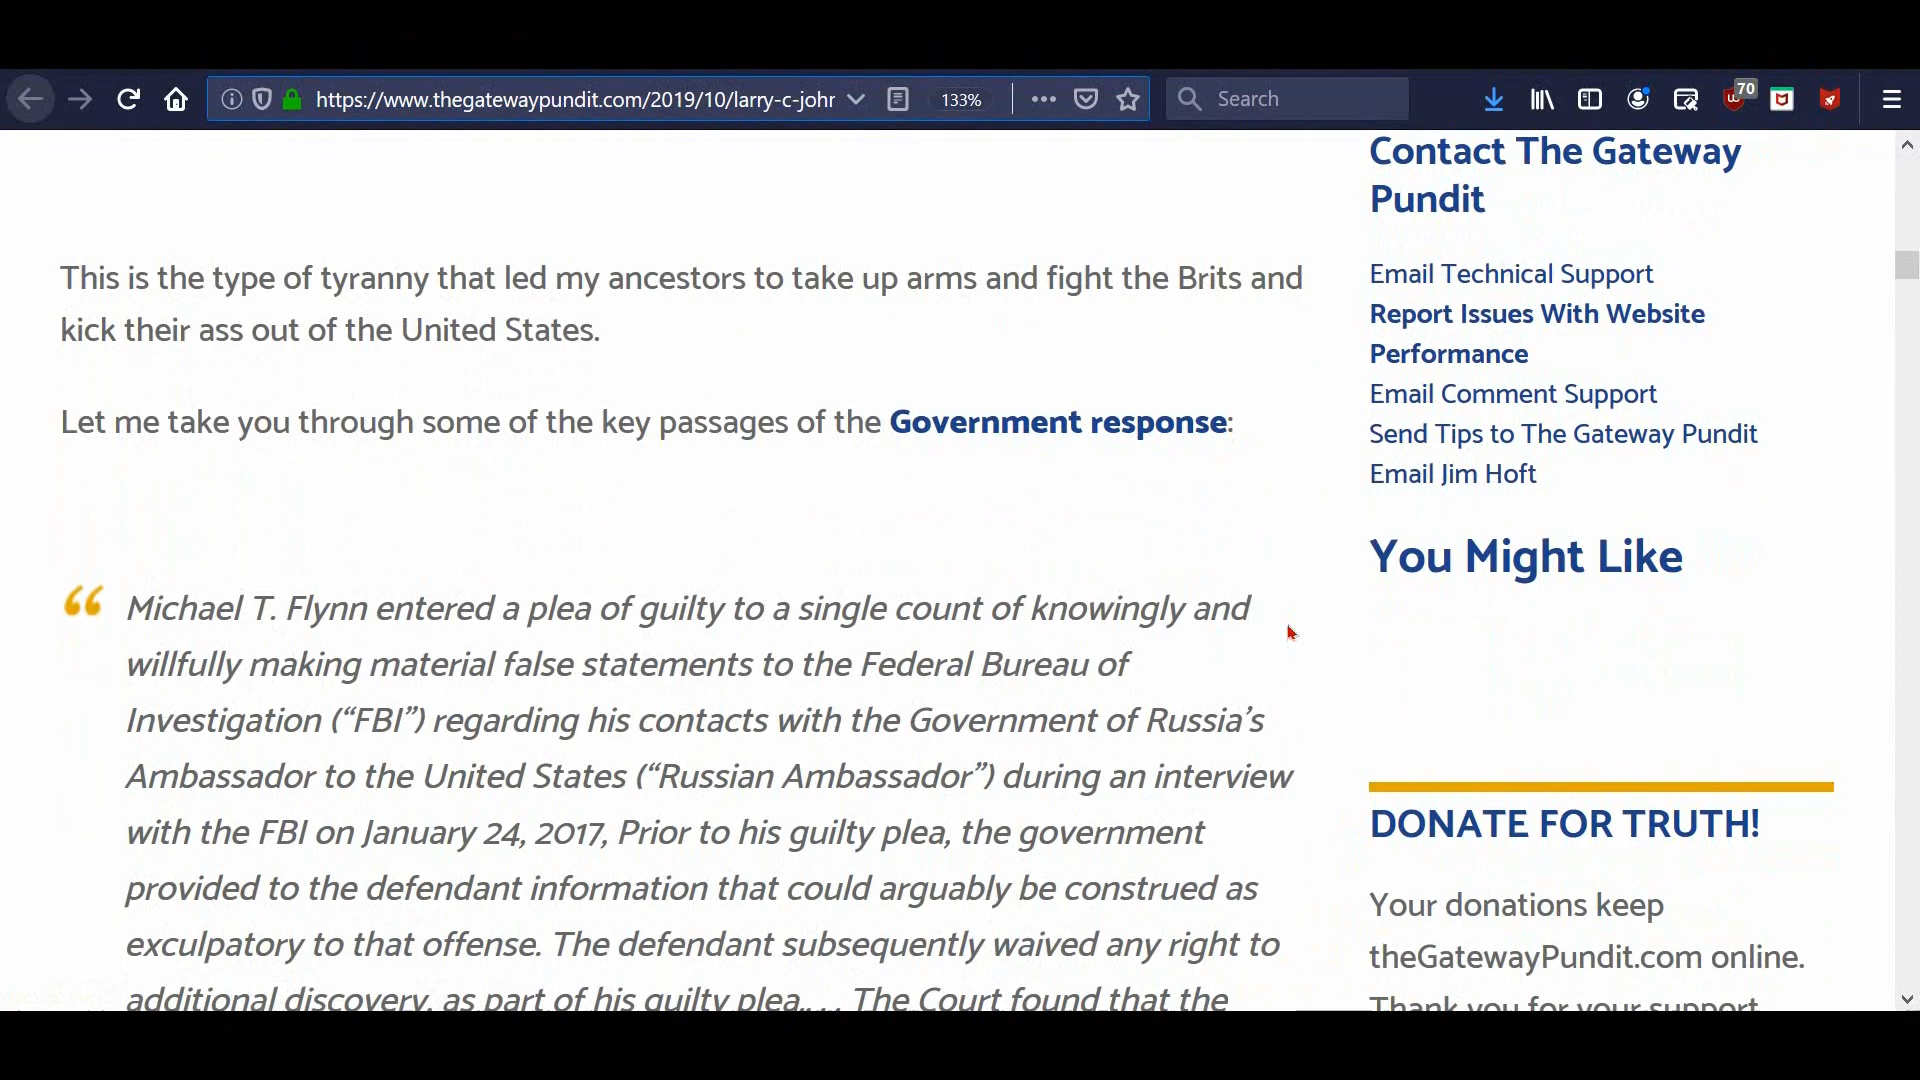 https://www.thegatewaypundit.com/2019/10/larry-c-johr
133%
Search
70
This is the type of tyranny that led my ancestors to take up arms and fight the Brits and
kick their ass out of the United States.
Let me take you through some of the key passages of the Government response:
“ Michael T. Flynn entered a plea of guilty to a single count of knowingly and
willfully making material false statements to the Federal Bureau of
Investigation (“FBI”) regarding his contacts with the Government of Russia’s
Ambassador to the United States (“Russian Ambassador”) during an interview
with the FBI on January 24, 2017, Prior to his guilty plea, the government
provided to the defendant information that could arguably be construed as
exculpatory to that offense. The defendant subsequently waived any right to
additional discovery, as part of his guilty plea. . . The Court found that the
Contact The Gateway
Pundit
Email Technical Support
Report Issues With Website
Performance
Email Comment Support
Send Tips to The Gateway Pundit
Email Jim Hoft
You Might Like
DONATE FOR TRUTH!
Your donations keep
theGatewayPundit.com online.
Thank you for your support